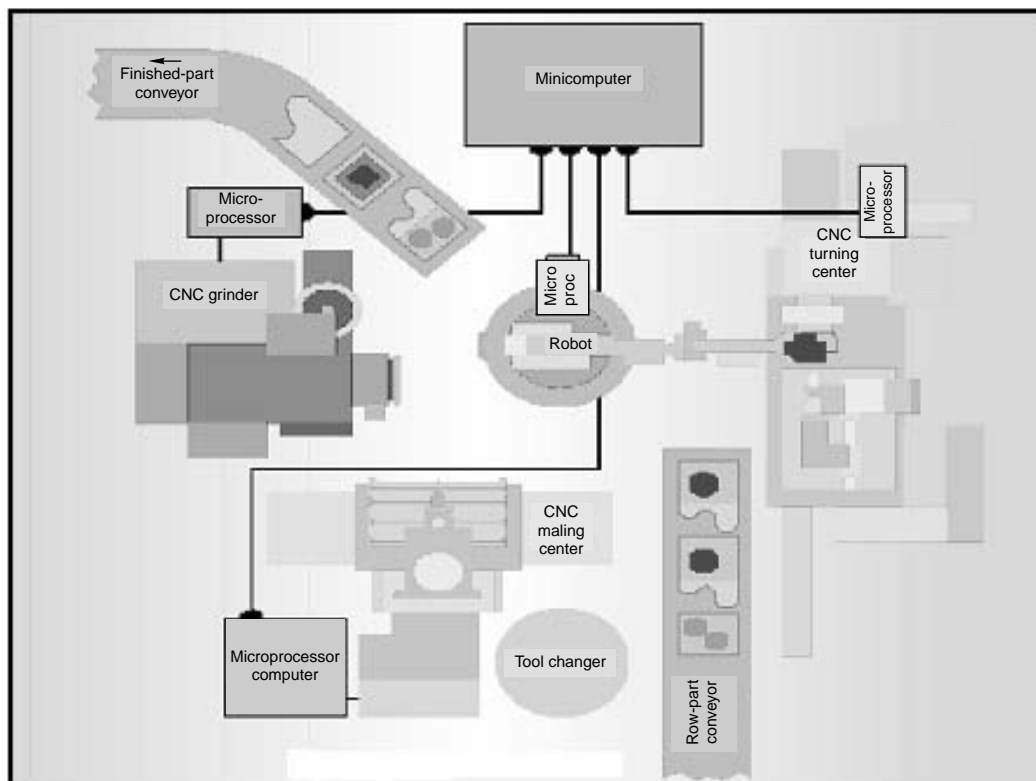 Finished-part
conveyor
Minicomputer
Micro-
processor
Micro-
processor
CNC
turning
center
CNC grinder
Micro
proc
Robot
CNC
maling
center
Microprocessor
computer
Tool changer
Row-part
conveyor